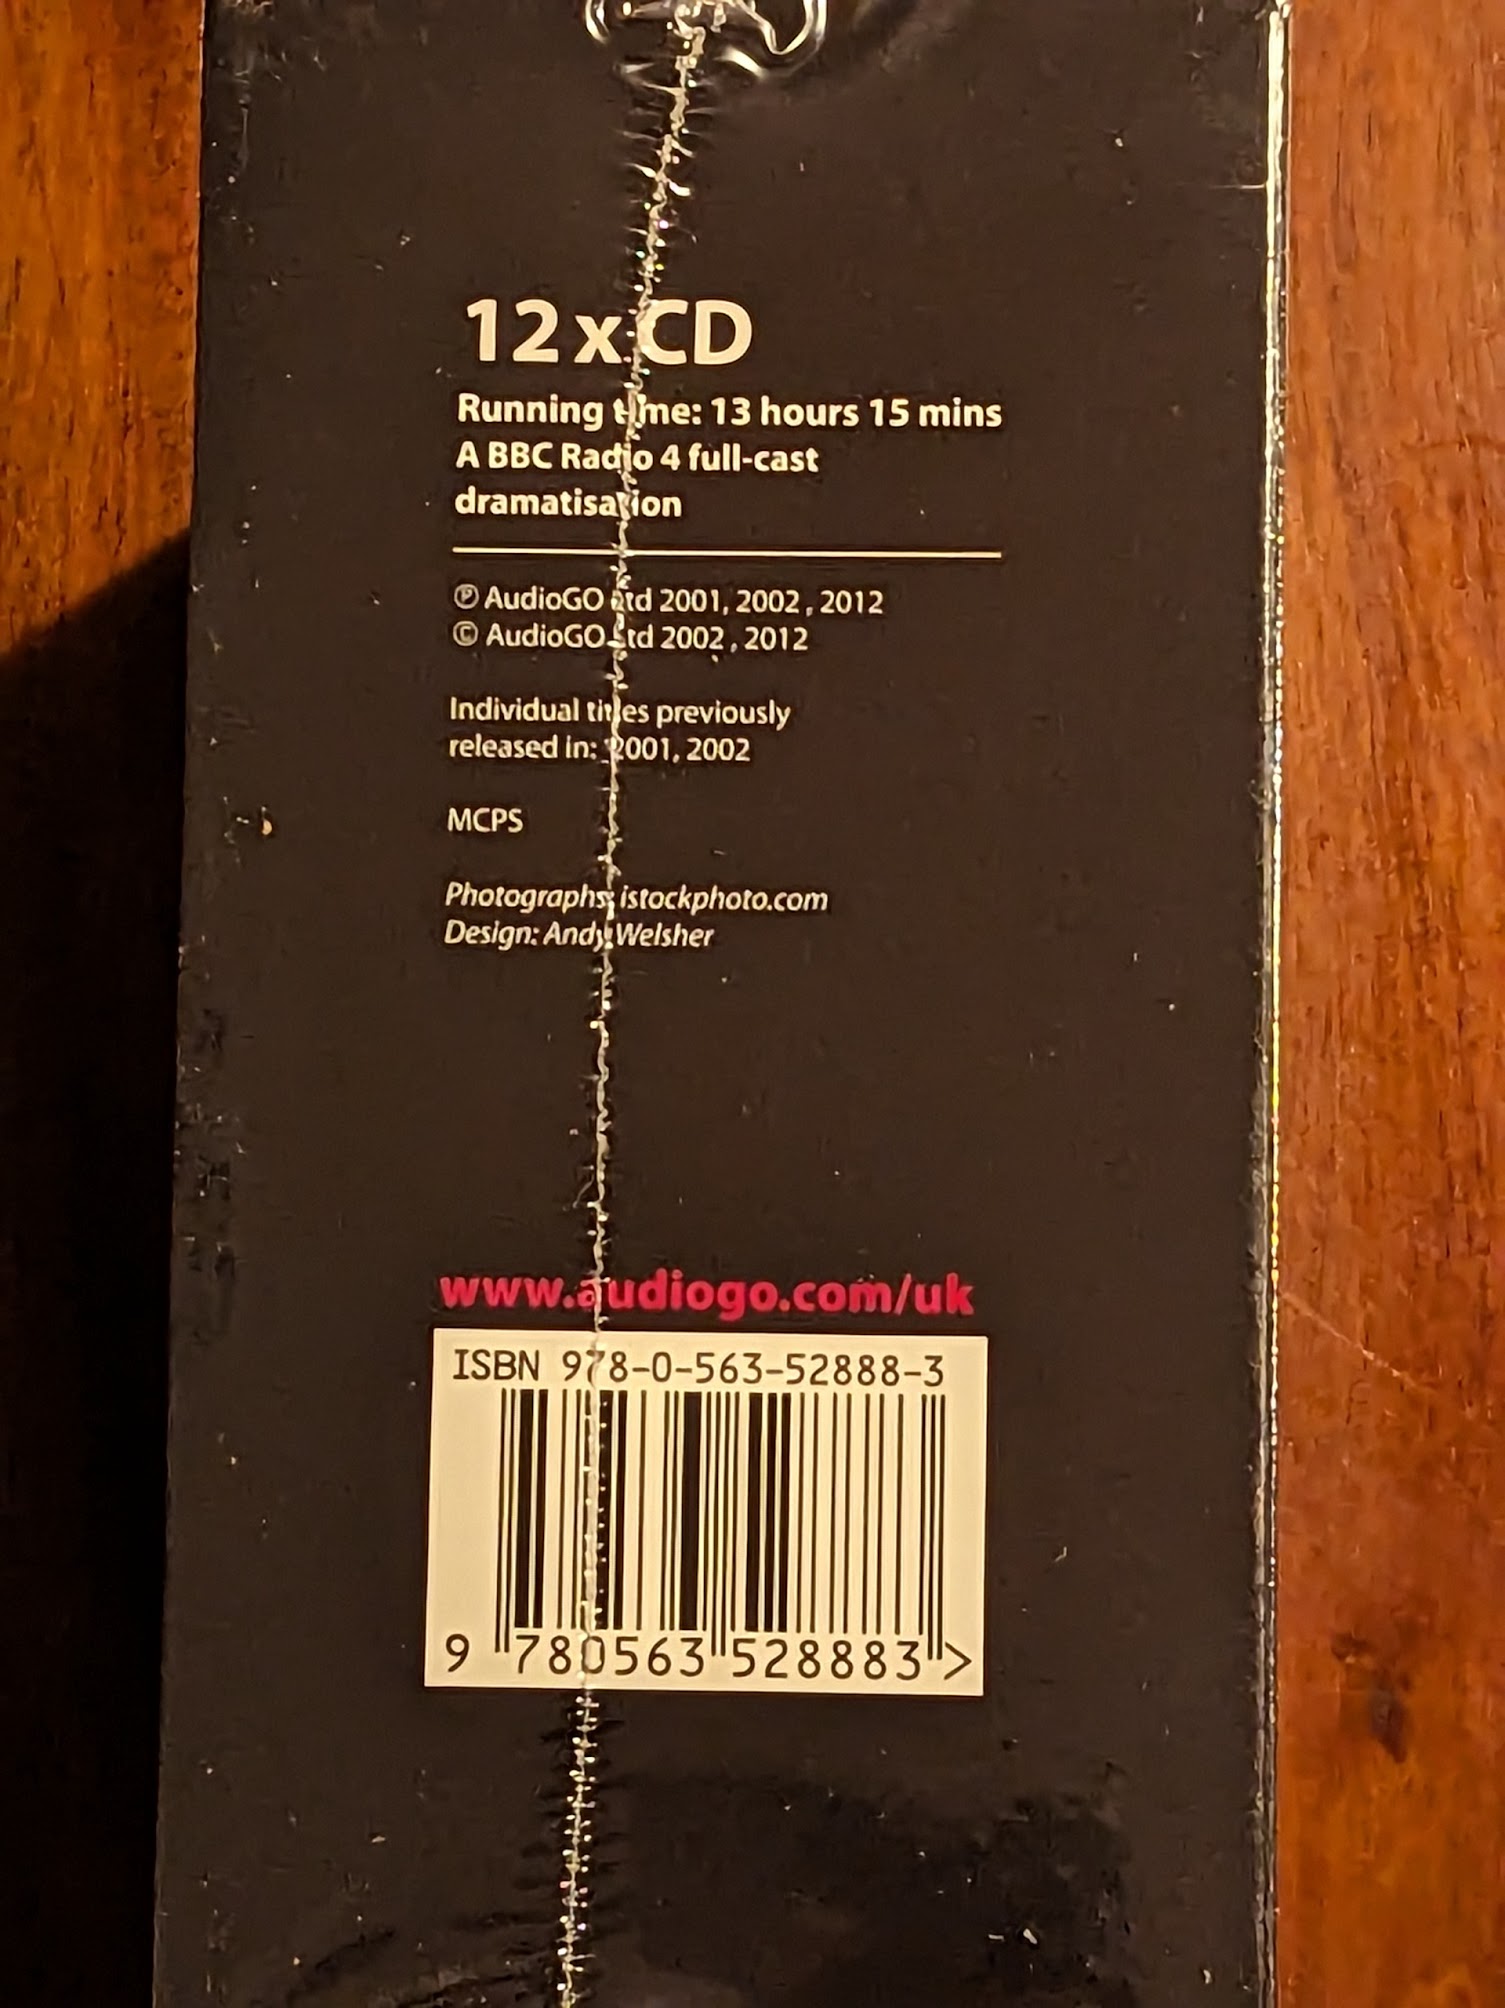 12 x CD
Running time: 13 hours 15 mins
A BBC Radio 4 full-cast
dramatisation
℗ AudioGO Ltd 2001, 2002, 2012
© AudioGO Ltd 2002, 2012
Individual titles previously
released in: 2001, 2002
MCPS
Photographs: istockphoto.com
Design: Andy Welsher
www.audiogo.com/uk
ISBN 978-0-563-52888-3
9 780563 528883 >